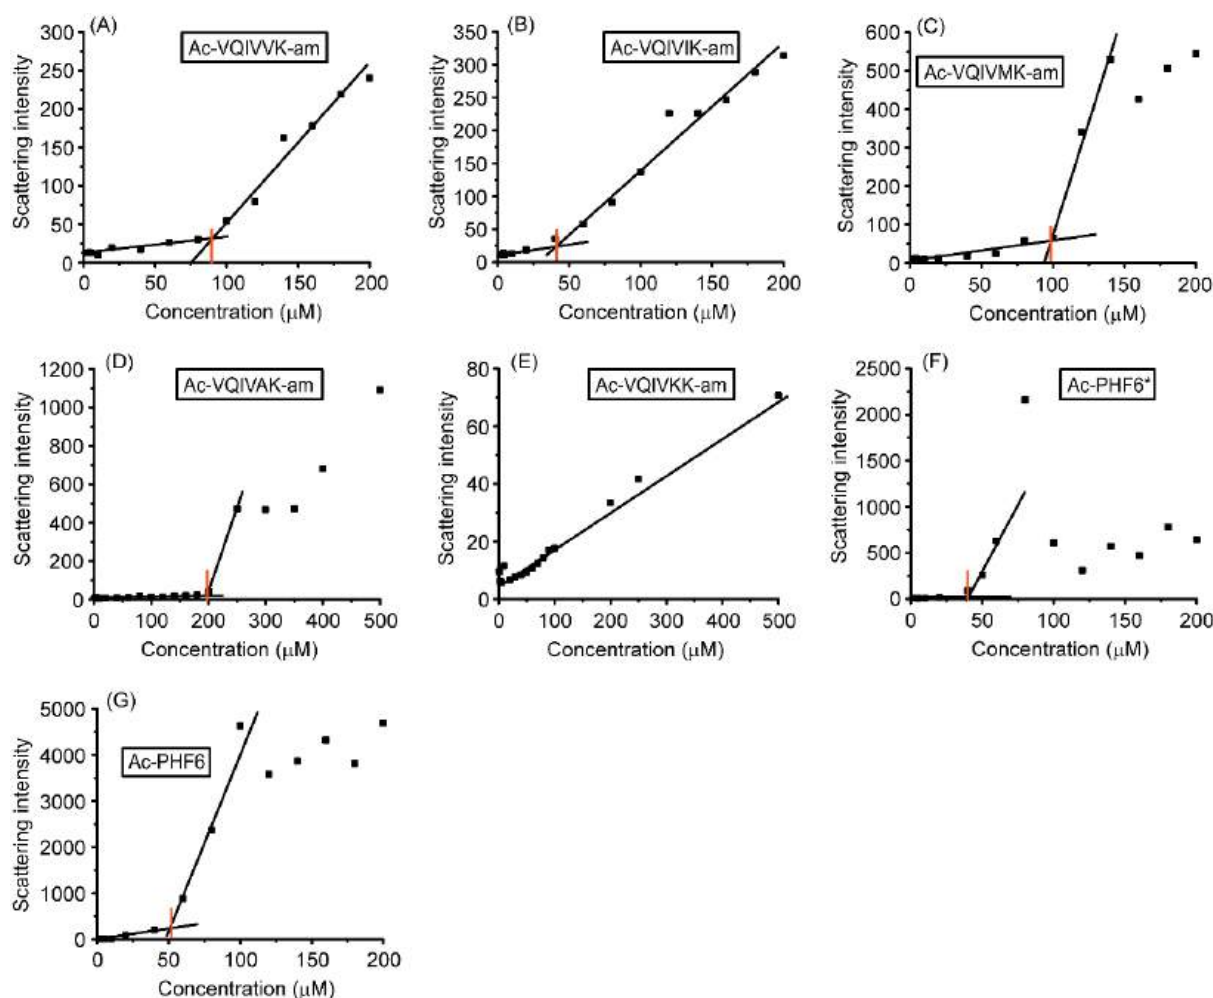 (A)
Ac-VQIVVK-am
Scattering intensity
300
250
200
150
100
50
0
0 50 100 150 200
Concentration (μM)
(B)
Ac-VQIVIK-am
Scattering intensity
350
300
250
200
150
100
50
0
0 50 100 150 200
Concentration (μM)
(C)
Ac-VQIVMK-am
Scattering intensity
600
500
400
300
200
100
0
0 50 100 150 200
Concentration (μM)
(D)
Ac-VQIVAK-am
Scattering intensity
1200
1000
800
600
400
200
0
0 100 200 300 400 500
Concentration (μM)
(E)
Ac-VQIVKK-am
Scattering intensity
80
60
40
20
0
0 100 200 300 400 500
Concentration (μM)
(F)
Ac-PHF6*
Scattering intensity
2500
2000
1500
1000
500
0
0 50 100 150 200
Concentration (μM)
(G)
Ac-PHF6
Scattering intensity
5000
4000
3000
2000
1000
0
0 50 100 150 200
Concentration (μM)